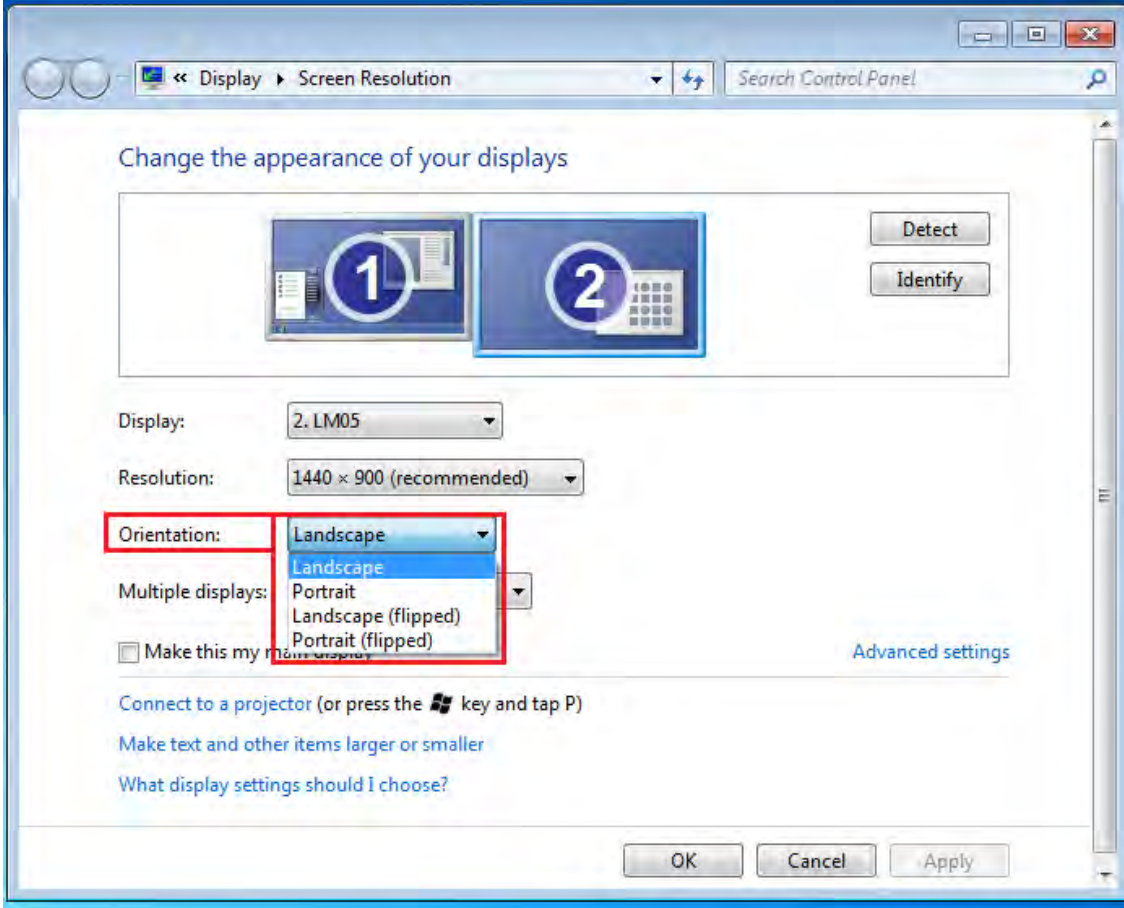 « Display ▸ Screen Resolution
Search Control Panel
Change the appearance of your displays
1
2
Detect
Identify
Display:
2. LM05
Resolution:
1440 × 900 (recommended)
Orientation:
Landscape
Landscape
Portrait
Multiple displays:
Landscape (flipped)
Portrait (flipped)
Make this my main display
Advanced settings
Connect to a projector (or press the key and tap P)
Make text and other items larger or smaller
What display settings should I choose?
OK
Cancel
Apply